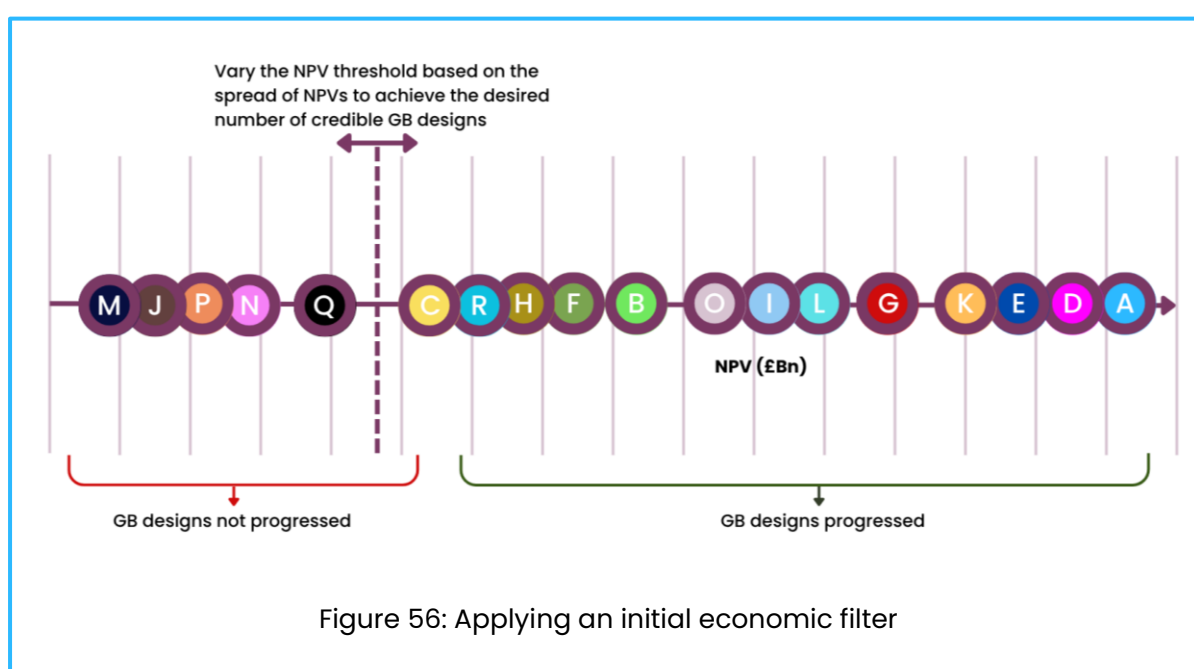 Vary the NPV threshold based on the
spread of NPVs to achieve the desired
number of credible GB designs
M J P N Q C R H F B O I L G K E D A
NPV (£Bn)
GB designs not progressed
GB designs progressed
Figure 56: Applying an initial economic filter